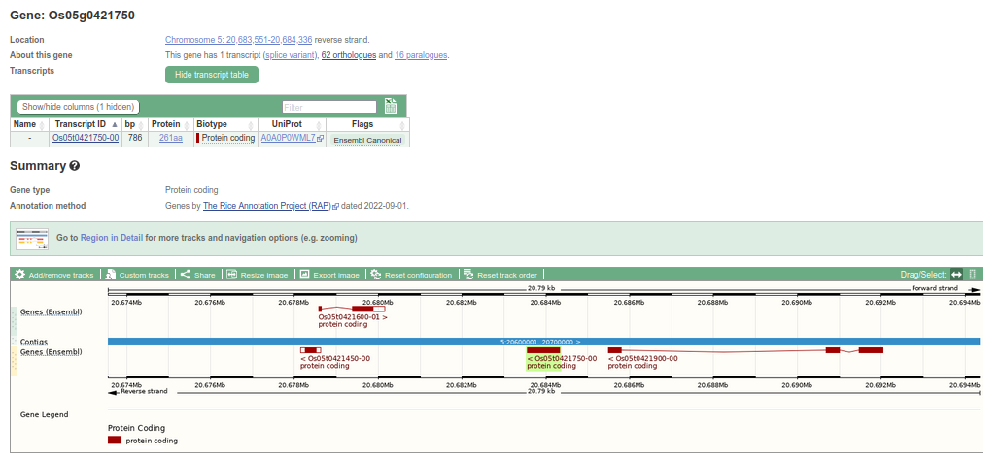 Gene: Os05g0421750
Location Chromosome 5: 20,683,551-20,684,336 reverse strand.
About this gene This gene has 1 transcript (splice variant), 62 orthologues and 16 paralogues.
Transcripts Hide transcript table
Show/hide columns (1 hidden) Filter
Name Transcript ID bp Protein Biotype UniProt Flags
- Os05t0421750-00 786 261aa Protein coding A0A0P0WML7 Ensembl Canonical
Summary
Gene type Protein coding
Annotation method Genes by The Rice Annotation Project (RAP) dated 2022-09-01.
Go to Region in Detail for more tracks and navigation options (e.g. zooming)
Add/remove tracks Custom tracks Share Resize image Export image Reset configuration Reset track order Drag/Select:
20.79 kb Forward strand
20.674Mb 20.676Mb 20.678Mb 20.680Mb 20.682Mb 20.684Mb 20.686Mb 20.688Mb 20.690Mb 20.692Mb 20.694Mb
Genes (Ensembl)
Os05t0421600-01 >
protein coding
Contigs 5:20600001..20700000 >
Genes (Ensembl)
< Os05t0421450-00 < Os05t0421750-00 < Os05t0421900-00
protein coding protein coding protein coding
20.674Mb 20.676Mb 20.678Mb 20.680Mb 20.682Mb 20.684Mb 20.686Mb 20.688Mb 20.690Mb 20.692Mb 20.694Mb
Reverse strand 20.79 kb
Gene Legend
Protein Coding
protein coding